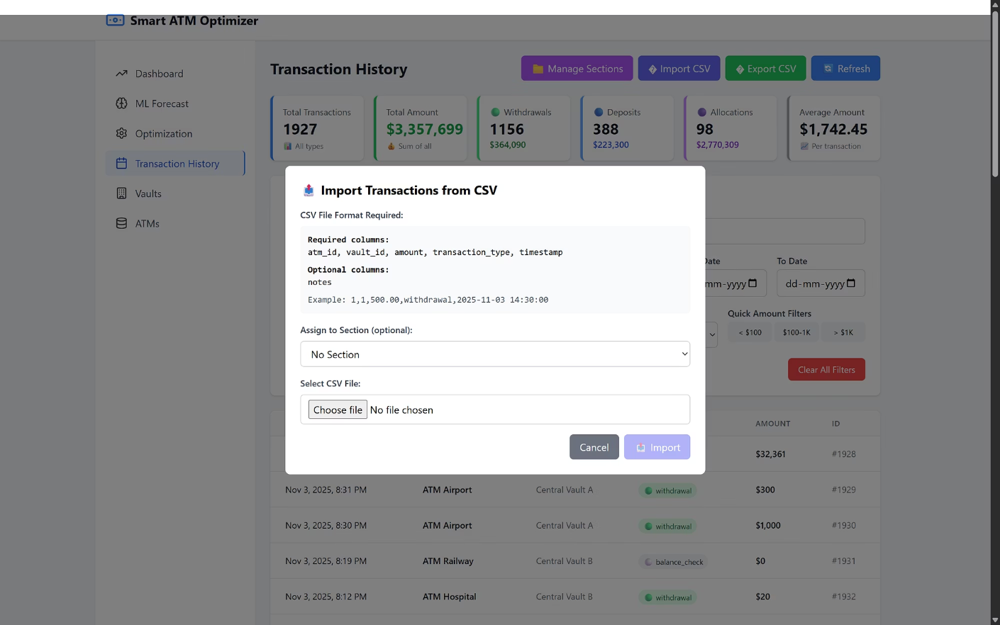 Smart ATM Optimizer
Dashboard
ML Forecast
Optimization
Transaction History
Vaults
ATMs
Transaction History
Manage Sections
� Import CSV
� Export CSV
Refresh
Total Transactions
1927
All types
Total Amount
$3,357,699
Sum of all
Withdrawals
1156
$364,090
Deposits
388
$223,300
Allocations
98
$2,770,309
Average Amount
$1,742.45
Per transaction
Import Transactions from CSV
CSV File Format Required:
Required columns:
atm_id, vault_id, amount, transaction_type, timestamp
Optional columns:
notes
Example: 1,1,500.00,withdrawal,2025-11-03 14:30:00
Assign to Section (optional):
No Section
Select CSV File:
Choose file No file chosen
Cancel
Import
Date
To Date
mm-yyyy
dd-mm-yyyy
Quick Amount Filters
< $100
$100-1K
> $1K
Clear All Filters
AMOUNT ID
$32,361 #1928
Nov 3, 2025, 8:31 PM ATM Airport Central Vault A withdrawal $300 #1929
Nov 3, 2025, 8:30 PM ATM Airport Central Vault A withdrawal $1,000 #1930
Nov 3, 2025, 8:19 PM ATM Railway Central Vault B balance_check $0 #1931
Nov 3, 2025, 8:12 PM ATM Hospital Central Vault B withdrawal $20 #1932